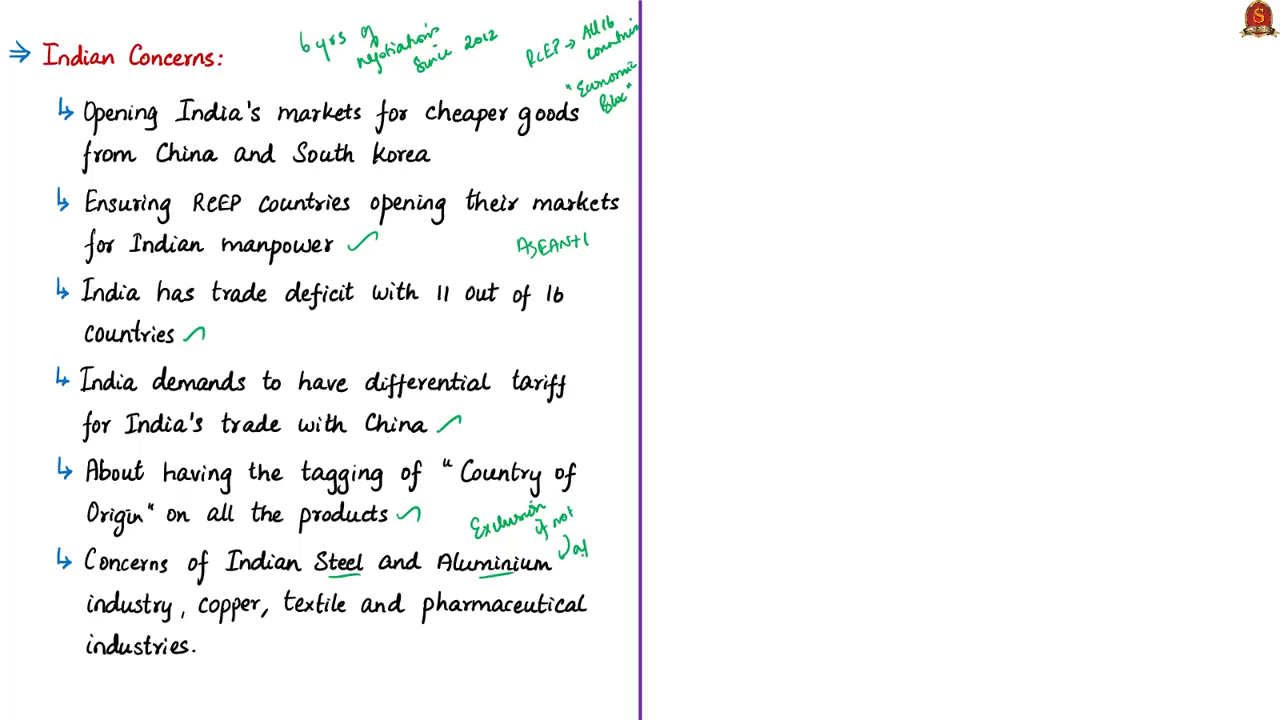 ⇒ Indian Concerns:
6 yrs of
negotiations
since 2012
RCEP → All 16
countries
"Economic
Bloc"
↳ Opening India's markets for cheaper goods
from China and South Korea
↳ Ensuring RCEP countries opening their markets
for Indian manpower
ASEAN+
↳ India has trade deficit with 11 out of 16
countries
↳ India demands to have differential tariff
for India's trade with China
↳ About having the tagging of "Country of
Origin" on all the products
Exclusion
if not
↳ Concerns of Indian Steel and Aluminium
industry, copper, textile and pharmaceutical
industries.
S